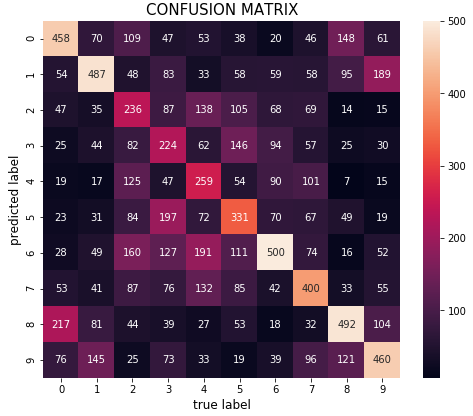 CONFUSION MATRIX
predicted label
0 458 70 109 47 53 38 20 46 148 61
1 54 487 48 83 33 58 59 58 95 189
2 47 35 236 87 138 105 68 69 14 15
3 25 44 82 224 62 146 94 57 25 30
4 19 17 125 47 259 54 90 101 7 15
5 23 31 84 197 72 331 70 67 49 19
6 28 49 160 127 191 111 500 74 16 52
7 53 41 87 76 132 85 42 400 33 55
8 217 81 44 39 27 53 18 32 492 104
9 76 145 25 73 33 19 39 96 121 460
0 1 2 3 4 5 6 7 8 9
true label
500
400
300
200
100